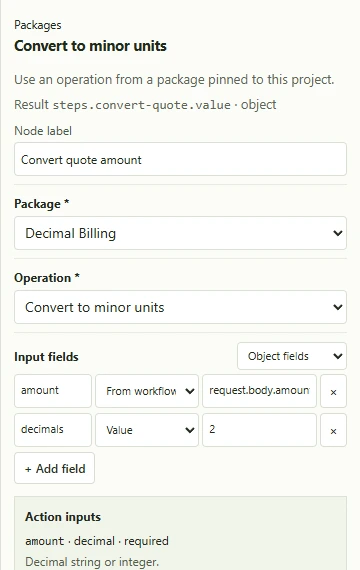 Packages
Convert to minor units
Use an operation from a package pinned to this project.
Result steps.convert-quote.value · object
Node label
Convert quote amount
Package *
Decimal Billing
Operation *
Convert to minor units
Input fields
Object fields
amount
From workflow
request.body.amoun
×
decimals
Value
2
×
+ Add field
Action inputs
amount · decimal · required
Decimal string or integer.